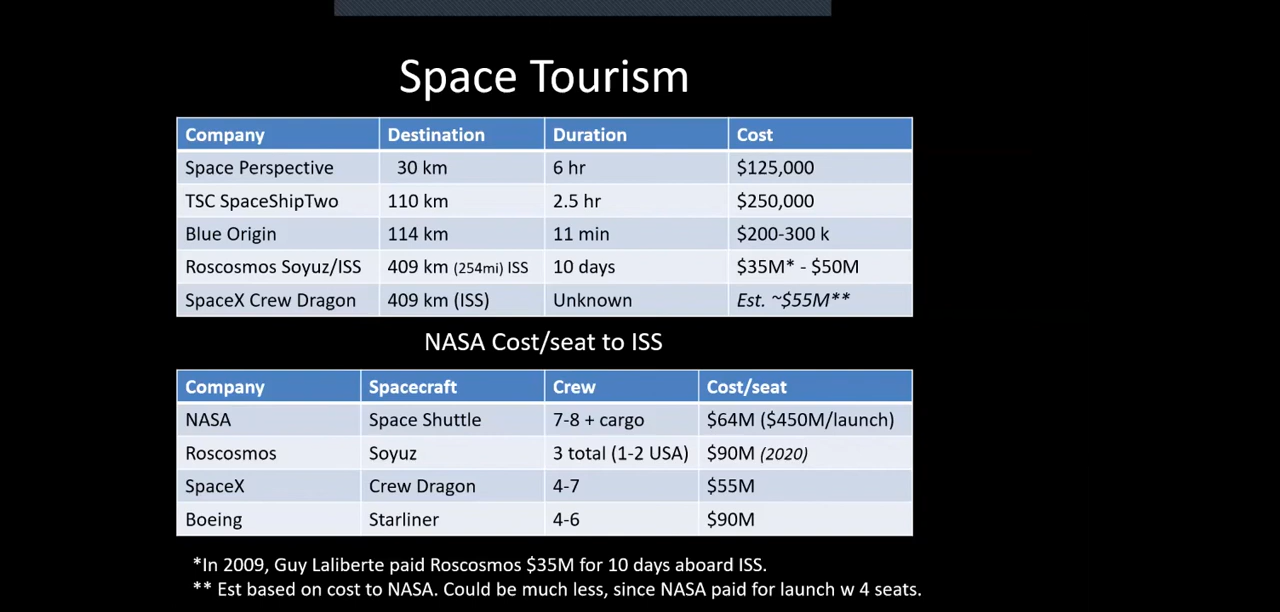 Space Tourism
Company Destination Duration Cost
Space Perspective 30 km 6 hr $125,000
TSC SpaceShipTwo 110 km 2.5 hr $250,000
Blue Origin 114 km 11 min $200-300 k
Roscosmos Soyuz/ISS 409 km (254mi) ISS 10 days $35M* - $50M
SpaceX Crew Dragon 409 km (ISS) Unknown Est. ~$55M**
NASA Cost/seat to ISS
Company Spacecraft Crew Cost/seat
NASA Space Shuttle 7-8 + cargo $64M ($450M/launch)
Roscosmos Soyuz 3 total (1-2 USA) $90M (2020)
SpaceX Crew Dragon 4-7 $55M
Boeing Starliner 4-6 $90M
*In 2009, Guy Laliberte paid Roscosmos $35M for 10 days aboard ISS.
** Est based on cost to NASA. Could be much less, since NASA paid for launch w 4 seats.